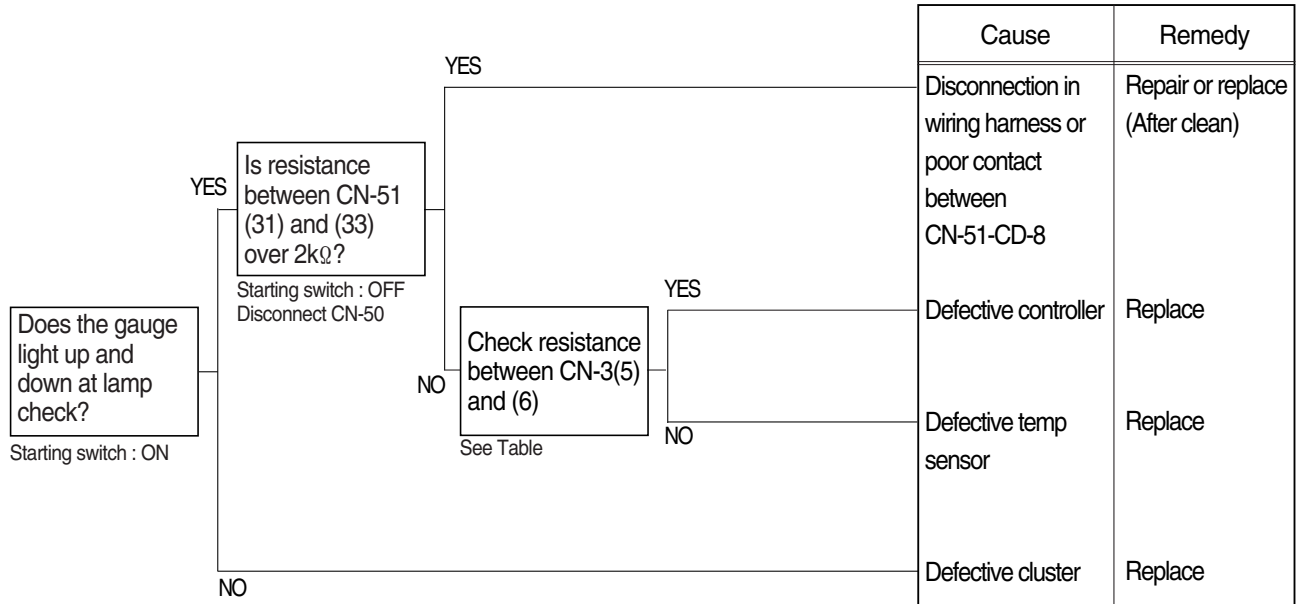 Cause
Remedy
YES
Disconnection in
wiring harness or
poor contact
between
CN-51-CD-8
Repair or replace
(After clean)
YES
Is resistance
between CN-51
(31) and (33)
over 2kΩ?
Starting switch : OFF
Disconnect CN-50
YES
Defective controller
Replace
Does the gauge
light up and
down at lamp
check?
Starting switch : ON
NO
Check resistance
between CN-3(5)
and (6)
See Table
NO
Defective temp
sensor
Replace
NO
Defective cluster
Replace